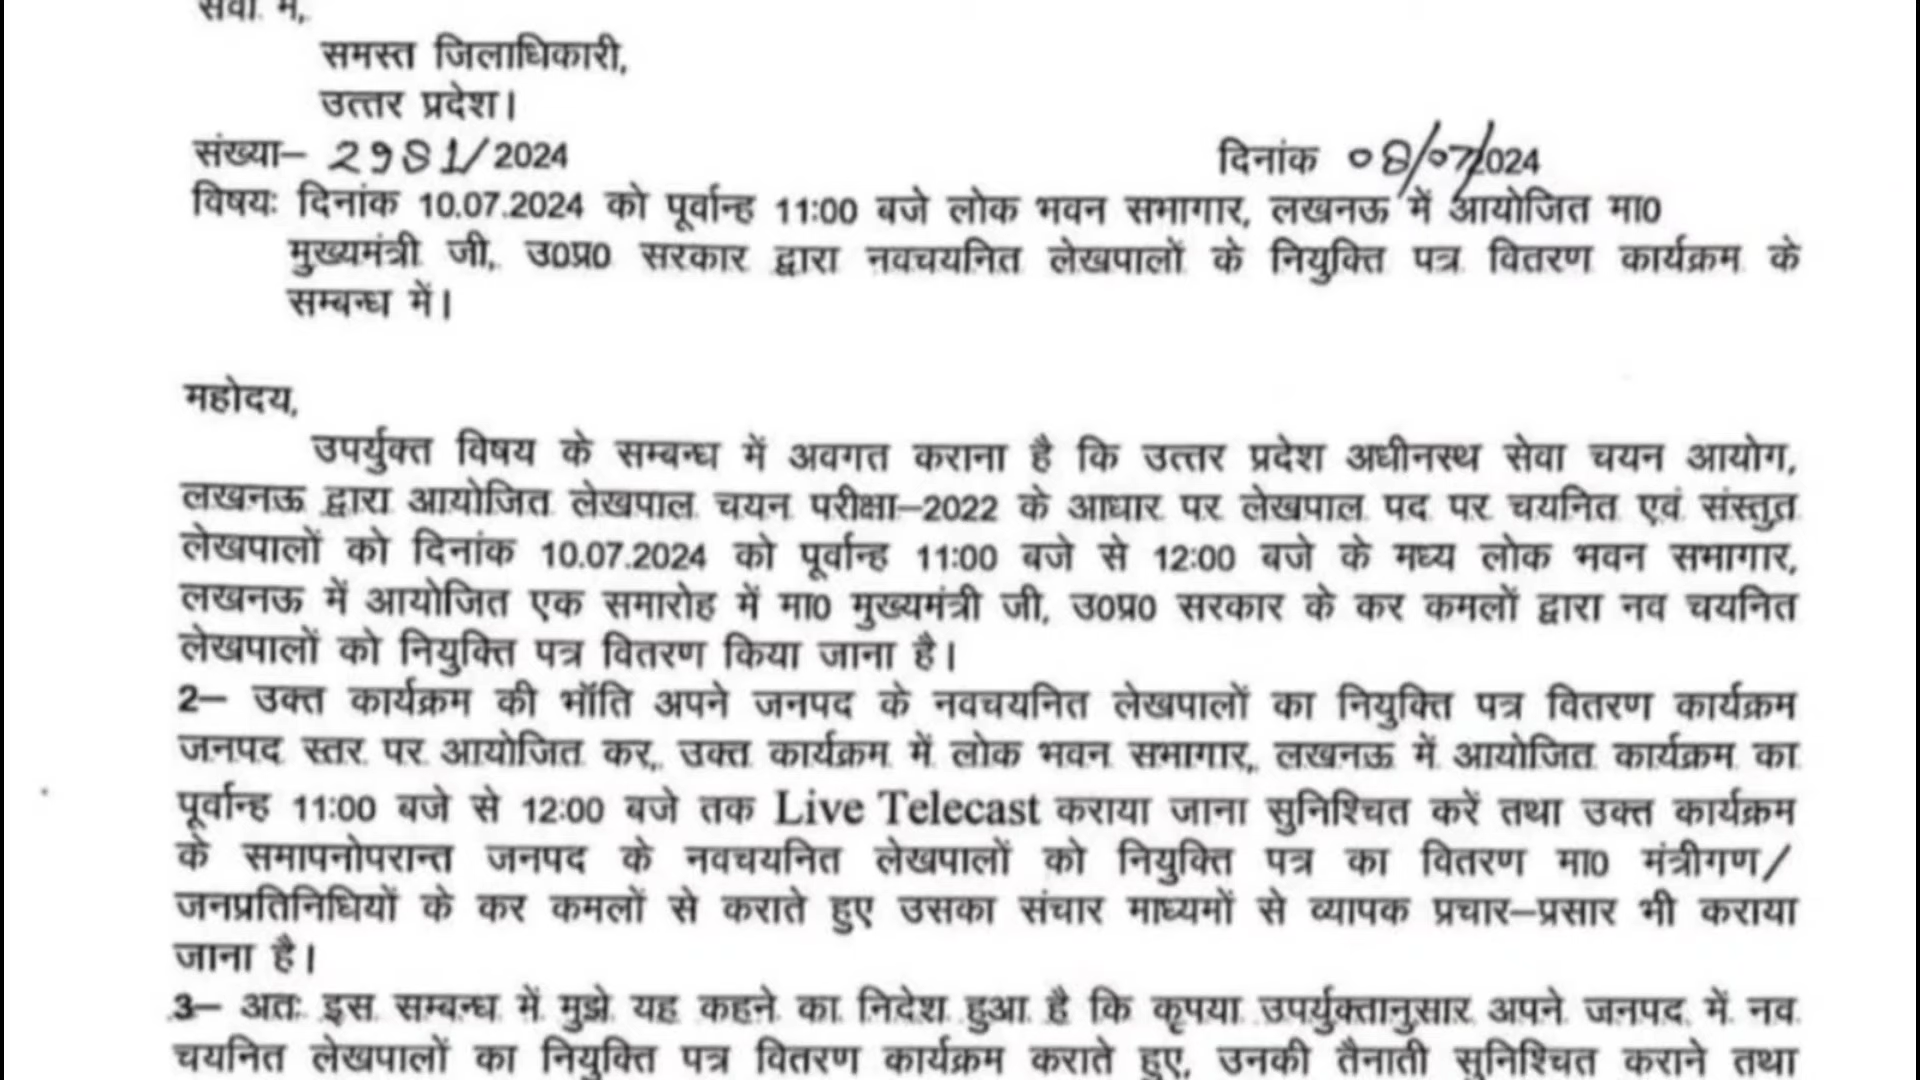 सेवा में,
समस्त जिलाधिकारी,
उत्तर प्रदेश।
संख्या– 2981/2024 दिनांक 08/07/2024
विषयः दिनांक 10.07.2024 को पूर्वान्ह 11:00 बजे लोक भवन सभागार, लखनऊ में आयोजित मा0
मुख्यमंत्री जी, उ0प्र0 सरकार द्वारा नवचयनित लेखपालों के नियुक्ति पत्र वितरण कार्यक्रम के
सम्बन्ध में।
महोदय,
उपर्युक्त विषय के सम्बन्ध में अवगत कराना है कि उत्तर प्रदेश अधीनस्थ सेवा चयन आयोग,
लखनऊ द्वारा आयोजित लेखपाल चयन परीक्षा–2022 के आधार पर लेखपाल पद पर चयनित एवं संस्तुत
लेखपालों को दिनांक 10.07.2024 को पूर्वान्ह 11:00 बजे से 12:00 बजे के मध्य लोक भवन सभागार,
लखनऊ में आयोजित एक समारोह में मा0 मुख्यमंत्री जी, उ0प्र0 सरकार के कर कमलों द्वारा नव चयनित
लेखपालों को नियुक्ति पत्र वितरण किया जाना है।
2– उक्त कार्यक्रम की भॉति अपने जनपद के नवचयनित लेखपालों का नियुक्ति पत्र वितरण कार्यक्रम
जनपद स्तर पर आयोजित कर, उक्त कार्यक्रम में लोक भवन सभागार, लखनऊ में आयोजित कार्यक्रम का
पूर्वान्ह 11:00 बजे से 12:00 बजे तक Live Telecast कराया जाना सुनिश्चित करें तथा उक्त कार्यक्रम
के समापनोपरान्त जनपद के नवचयनित लेखपालों को नियुक्ति पत्र का वितरण मा0 मंत्रीगण/
जनप्रतिनिधियों के कर कमलों से कराते हुए उसका संचार माध्यमों से व्यापक प्रचार–प्रसार भी कराया
जाना है।
3– अतः इस सम्बन्ध में मुझे यह कहने का निदेश हुआ है कि कृपया उपर्युक्तानुसार अपने जनपद में नव
चयनित लेखपालों का नियुक्ति पत्र वितरण कार्यक्रम कराते हुए, उनकी तैनाती सुनिश्चित कराने तथा